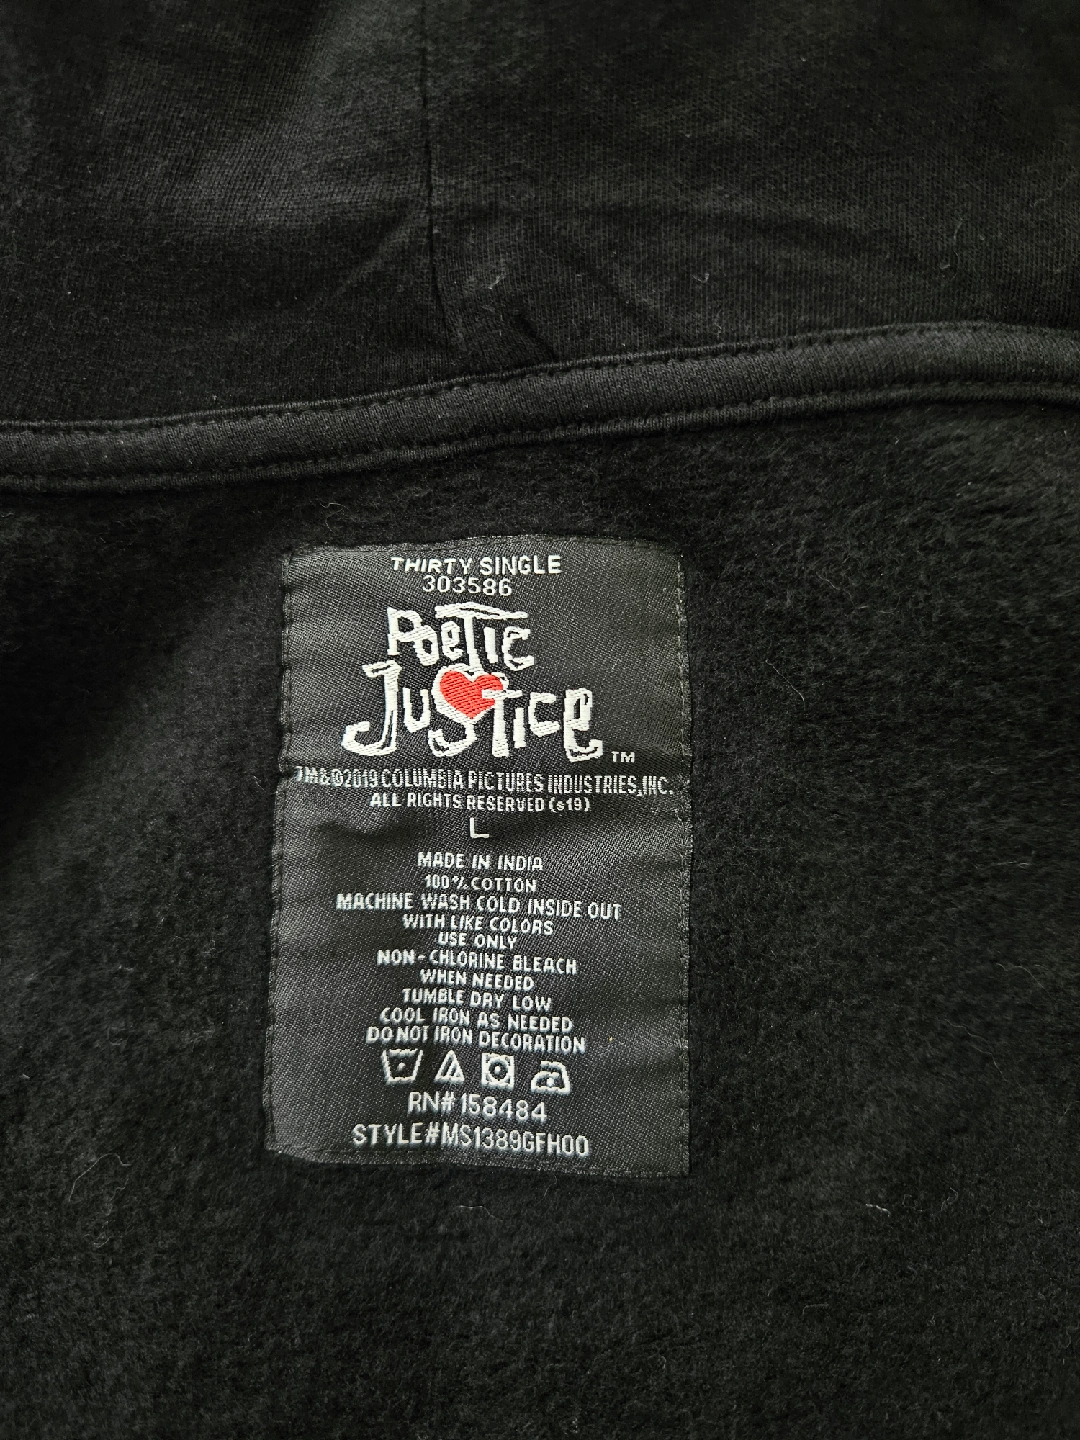 THIRTY SINGLE
303586
POETIC
JUSTICE TM
TM&©2019 COLUMBIA PICTURES INDUSTRIES,INC.
ALL RIGHTS RESERVED (s19)
L
MADE IN INDIA
100% COTTON
MACHINE WASH COLD INSIDE OUT
WITH LIKE COLORS
USE ONLY
NON-CHLORINE BLEACH
WHEN NEEDED
TUMBLE DRY LOW
COOL IRON AS NEEDED
DO NOT IRON DECORATION
RN# 158484
STYLE#MS1389GFH00